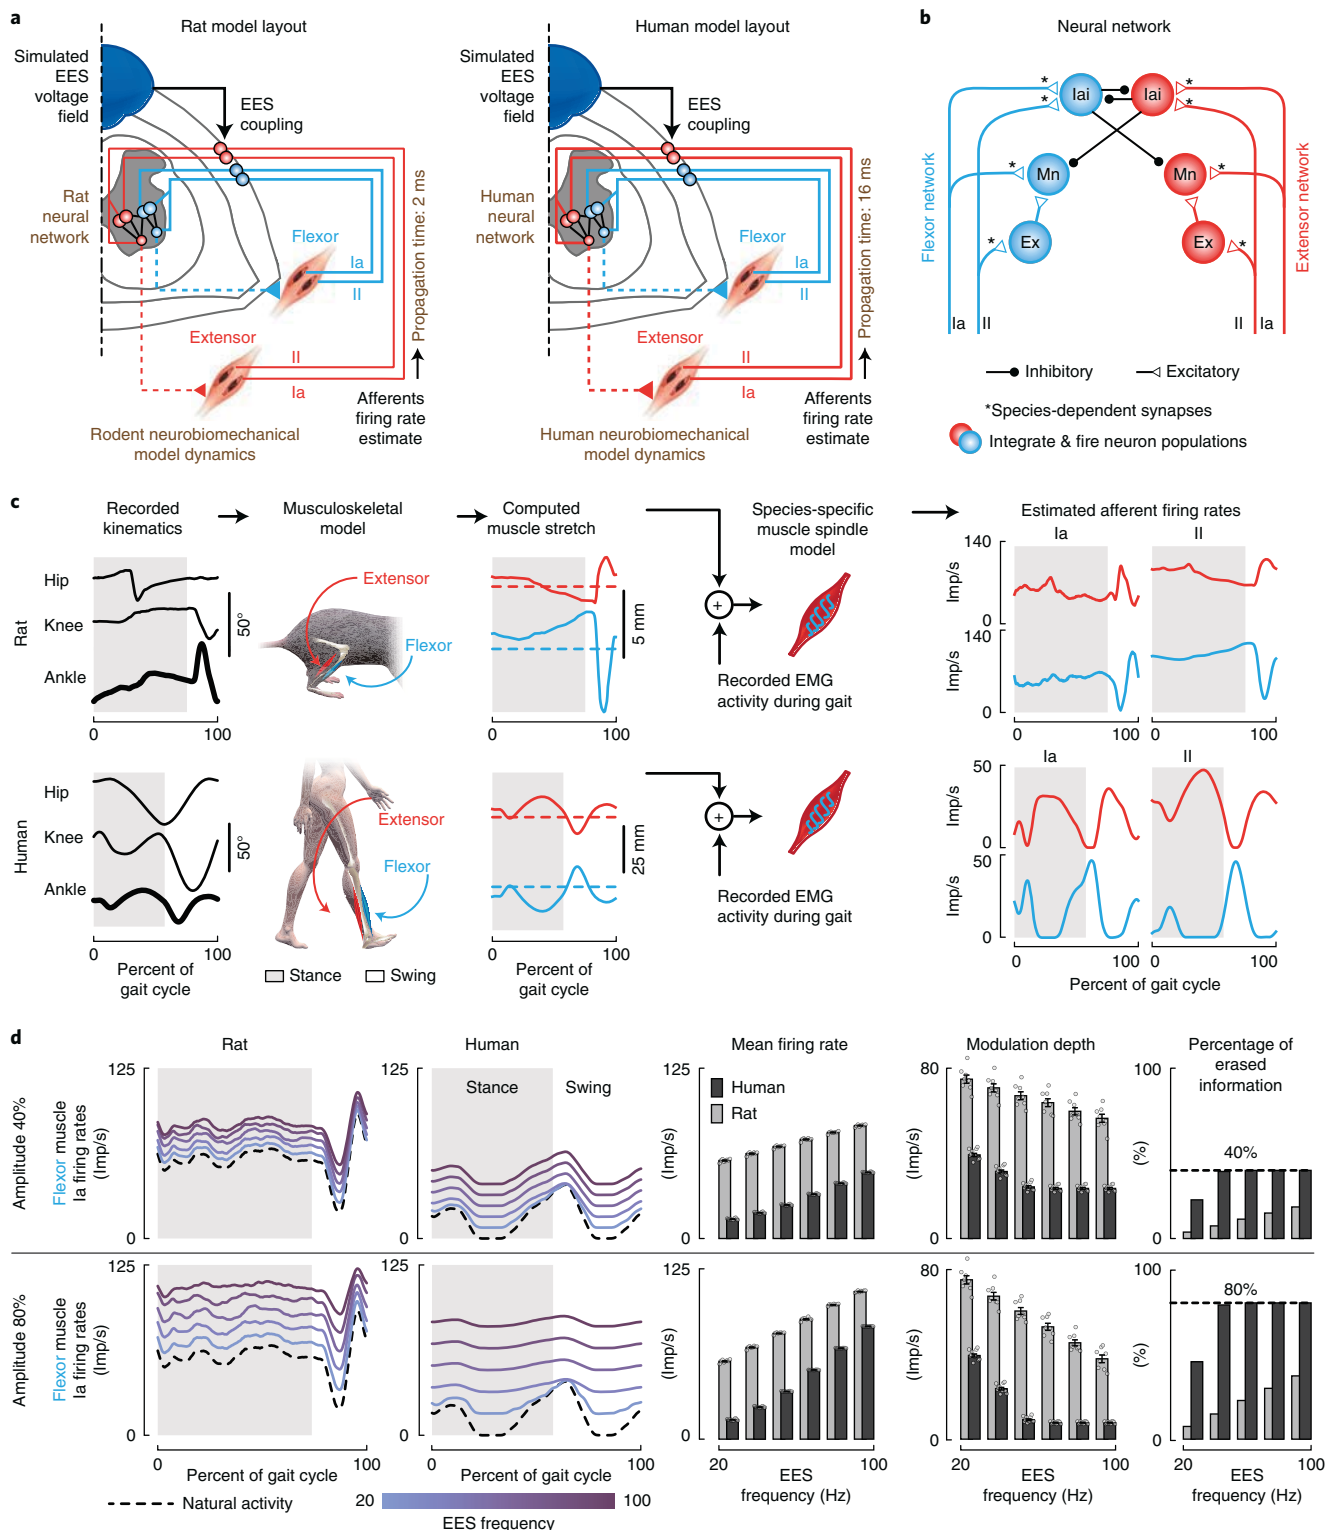 a
Rat model layout
Simulated
EES
voltage
field
EES
coupling
Rat
neural
network
Flexor
Ia
II
Extensor
II
Ia
Propagation time: 2 ms
Afferents
firing rate
estimate
Rodent neurobiomechanical
model dynamics
Human model layout
Simulated
EES
voltage
field
EES
coupling
Human
neural
network
Flexor
Ia
II
Extensor
II
Ia
Propagation time: 16 ms
Afferents
firing rate
estimate
Human neurobiomechanical
model dynamics
b
Neural network
* Iai Iai *
* *
* Mn Mn *
* Ex Ex *
Flexor network
Extensor network
Ia II II Ia
Inhibitory Excitatory
*Species-dependent synapses
Integrate & fire neuron populations
c
Recorded
kinematics
Musculoskeletal
model
Computed
muscle stretch
Species-specific
muscle spindle
model
Estimated afferent firing rates
Ia II
Rat
Hip
Knee
Ankle
50°
0 100
Extensor
Flexor
5 mm
0 100
+
Recorded EMG
activity during gait
140
Imp/s
0
140
Imp/s
0
0 100 0 100
Human
Hip
Knee
Ankle
50°
0 100
Percent of
gait cycle
Extensor
Flexor
Stance Swing
25 mm
0 100
Percent of
gait cycle
+
Recorded EMG
activity during gait
Ia II
50
Imp/s
0
50
Imp/s
0
0 100 0 100
Percent of gait cycle
d
Rat Human Mean firing rate Modulation depth Percentage of
erased
information
Amplitude 40%
Flexor muscle
Ia firing rates
(Imp/s)
125
0
125
0
Stance Swing
125
(Imp/s)
0
Human
Rat
80
(Imp/s)
0
100
(%)
0
40%
Amplitude 80%
Flexor muscle
Ia firing rates
(Imp/s)
125
0
0 100
Percent of gait cycle
125
0
0 100
Percent of gait cycle
125
(Imp/s)
0
20 100
EES
frequency (Hz)
80
(Imp/s)
0
20 100
EES
frequency (Hz)
100
(%)
0
80%
20 100
EES
frequency (Hz)
Natural activity
20 100
EES frequency